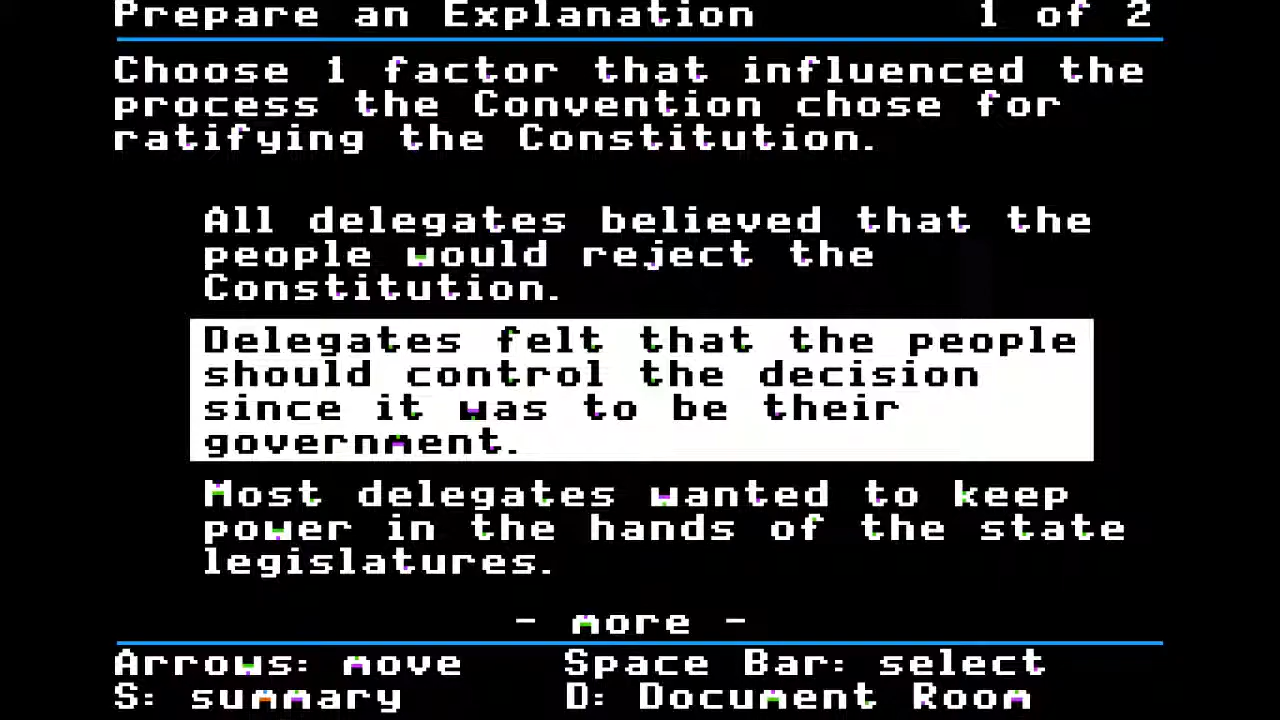 Prepare an Explanation 1 of 2
Choose 1 factor that influenced the
process the Convention chose for
ratifying the Constitution.
All delegates believed that the
people would reject the
Constitution.
Delegates felt that the people
should control the decision
since it was to be their
government.
Most delegates wanted to keep
power in the hands of the state
legislatures.
- more -
Arrows: move Space Bar: select
S: summary D: Document Room